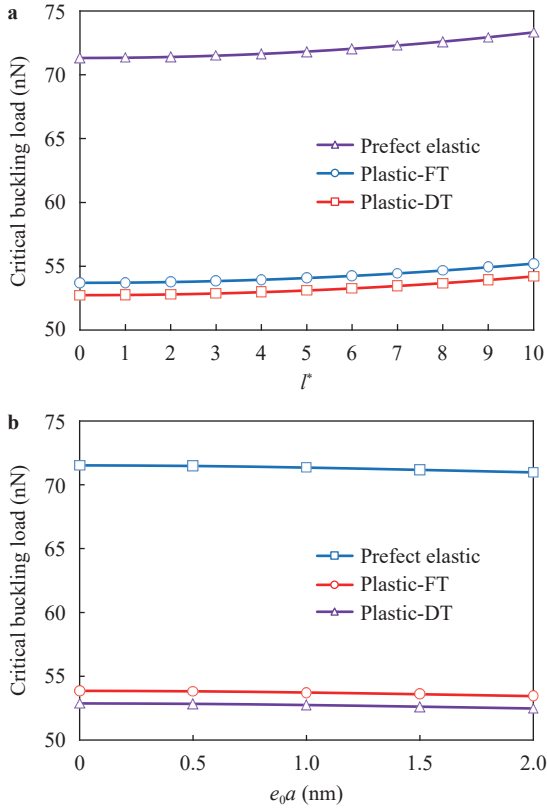 a
75
70
65
60
55
50
Critical buckling load (nN)
Prefect elastic
Plastic-FT
Plastic-DT
0 1 2 3 4 5 6 7 8 9 10
l*
b
75
70
65
60
55
50
Critical buckling load (nN)
Prefect elastic
Plastic-FT
Plastic-DT
0 0.5 1.0 1.5 2.0
e₀a (nm)